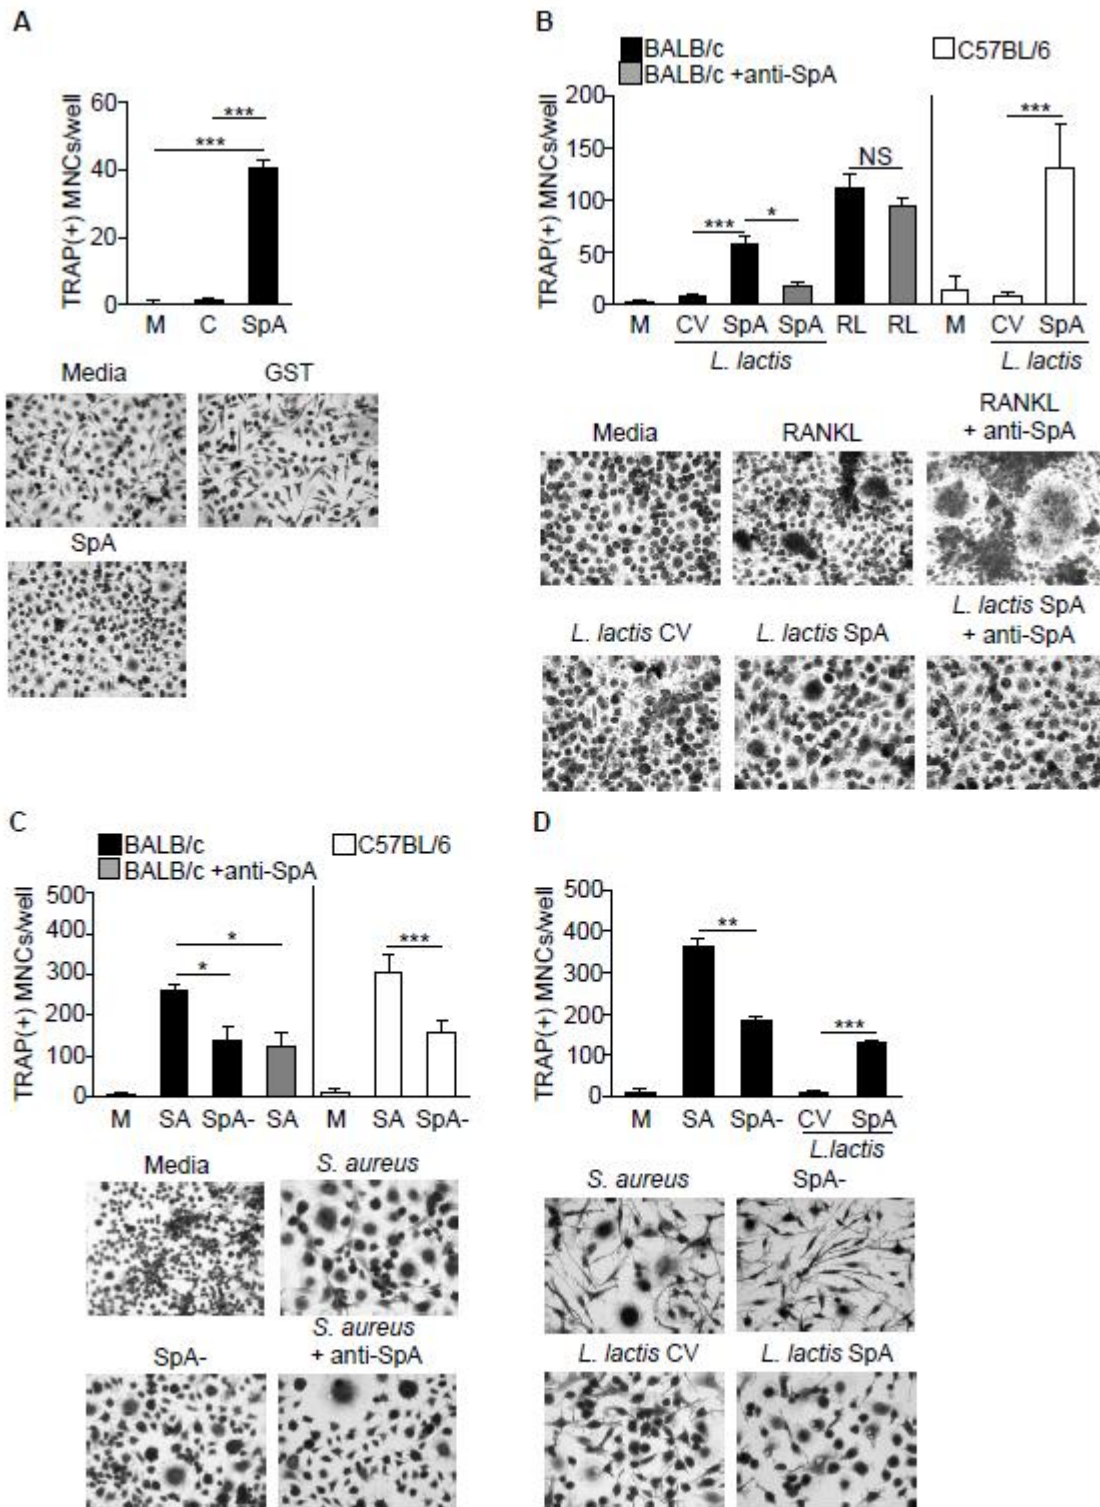 A
TRAP(+) MNCs/well
60
40
20
0
***
***
M C SpA
Media GST
SpA
B
BALB/c
BALB/c +anti-SpA
C57BL/6
TRAP(+) MNCs/well
200
150
100
50
0
***
*
NS
***
M CV SpA SpA RL RL M CV SpA
L. lactis L. lactis
Media RANKL RANKL
+ anti-SpA
L. lactis CV L. lactis SpA L. lactis SpA
+ anti-SpA
C
BALB/c
BALB/c +anti-SpA
C57BL/6
TRAP(+) MNCs/well
500
400
300
200
100
0
*
*
***
M SA SpA- SA M SA SpA-
Media S. aureus
SpA- S. aureus
+ anti-SpA
D
TRAP(+) MNCs/well
500
400
300
200
100
0
**
***
M SA SpA- CV SpA
L.lactis
S. aureus SpA-
L. lactis CV L. lactis SpA